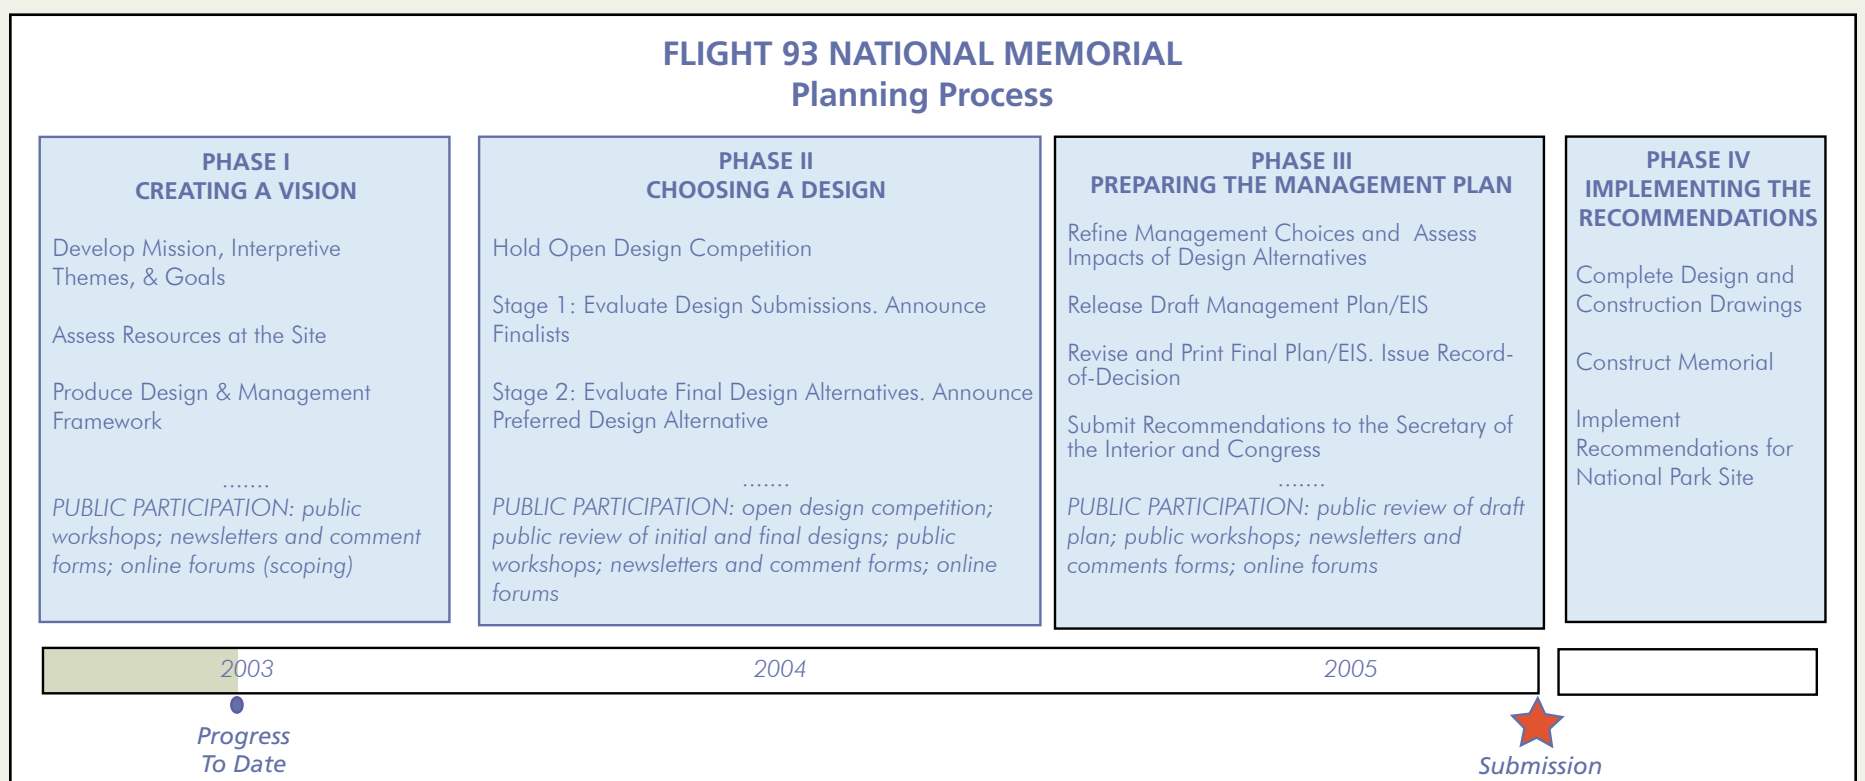 FLIGHT 93 NATIONAL MEMORIAL
Planning Process
PHASE I
CREATING A VISION
Develop Mission, Interpretive
Themes, & Goals
Assess Resources at the Site
Produce Design & Management
Framework
.......
PUBLIC PARTICIPATION: public
workshops; newsletters and comment
forms; online forums (scoping)
PHASE II
CHOOSING A DESIGN
Hold Open Design Competition
Stage 1: Evaluate Design Submissions. Announce
Finalists
Stage 2: Evaluate Final Design Alternatives. Announce
Preferred Design Alternative
.......
PUBLIC PARTICIPATION: open design competition;
public review of initial and final designs; public
workshops; newsletters and comment forms; online
forums
PHASE III
PREPARING THE MANAGEMENT PLAN
Refine Management Choices and  Assess
Impacts of Design Alternatives
Release Draft Management Plan/EIS
Revise and Print Final Plan/EIS. Issue Record-
of-Decision
Submit Recommendations to the Secretary of
the Interior and Congress
.......
PUBLIC PARTICIPATION: public review of draft
plan; public workshops; newsletters and
comments forms; online forums
PHASE IV
IMPLEMENTING THE
RECOMMENDATIONS
Complete Design and
Construction Drawings
Construct Memorial
Implement
Recommendations for
National Park Site
2003
2004
2005
Progress
To Date
Submission